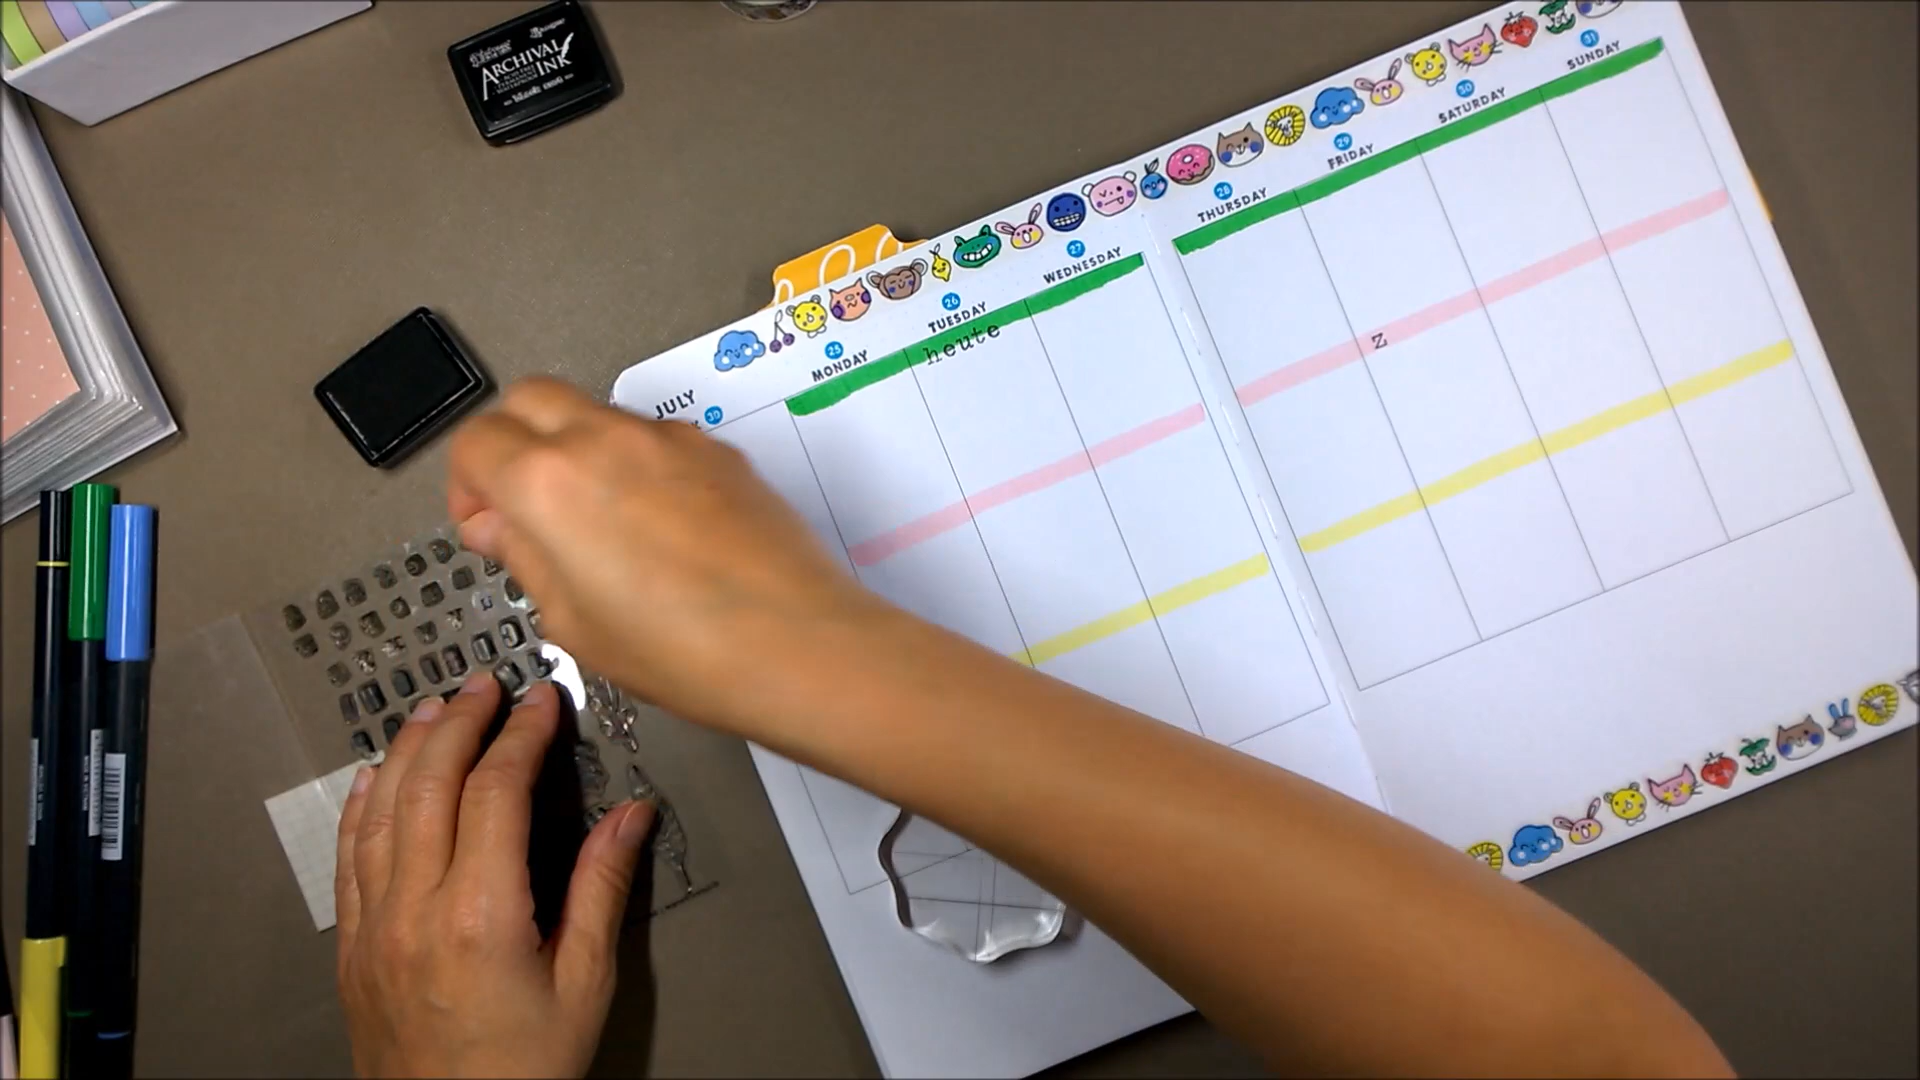 ARCHIVAL
INK
JULY
30
25
MONDAY
26
TUESDAY
27
WEDNESDAY
28
THURSDAY
29
FRIDAY
30
SATURDAY
31
SUNDAY
heute
Z